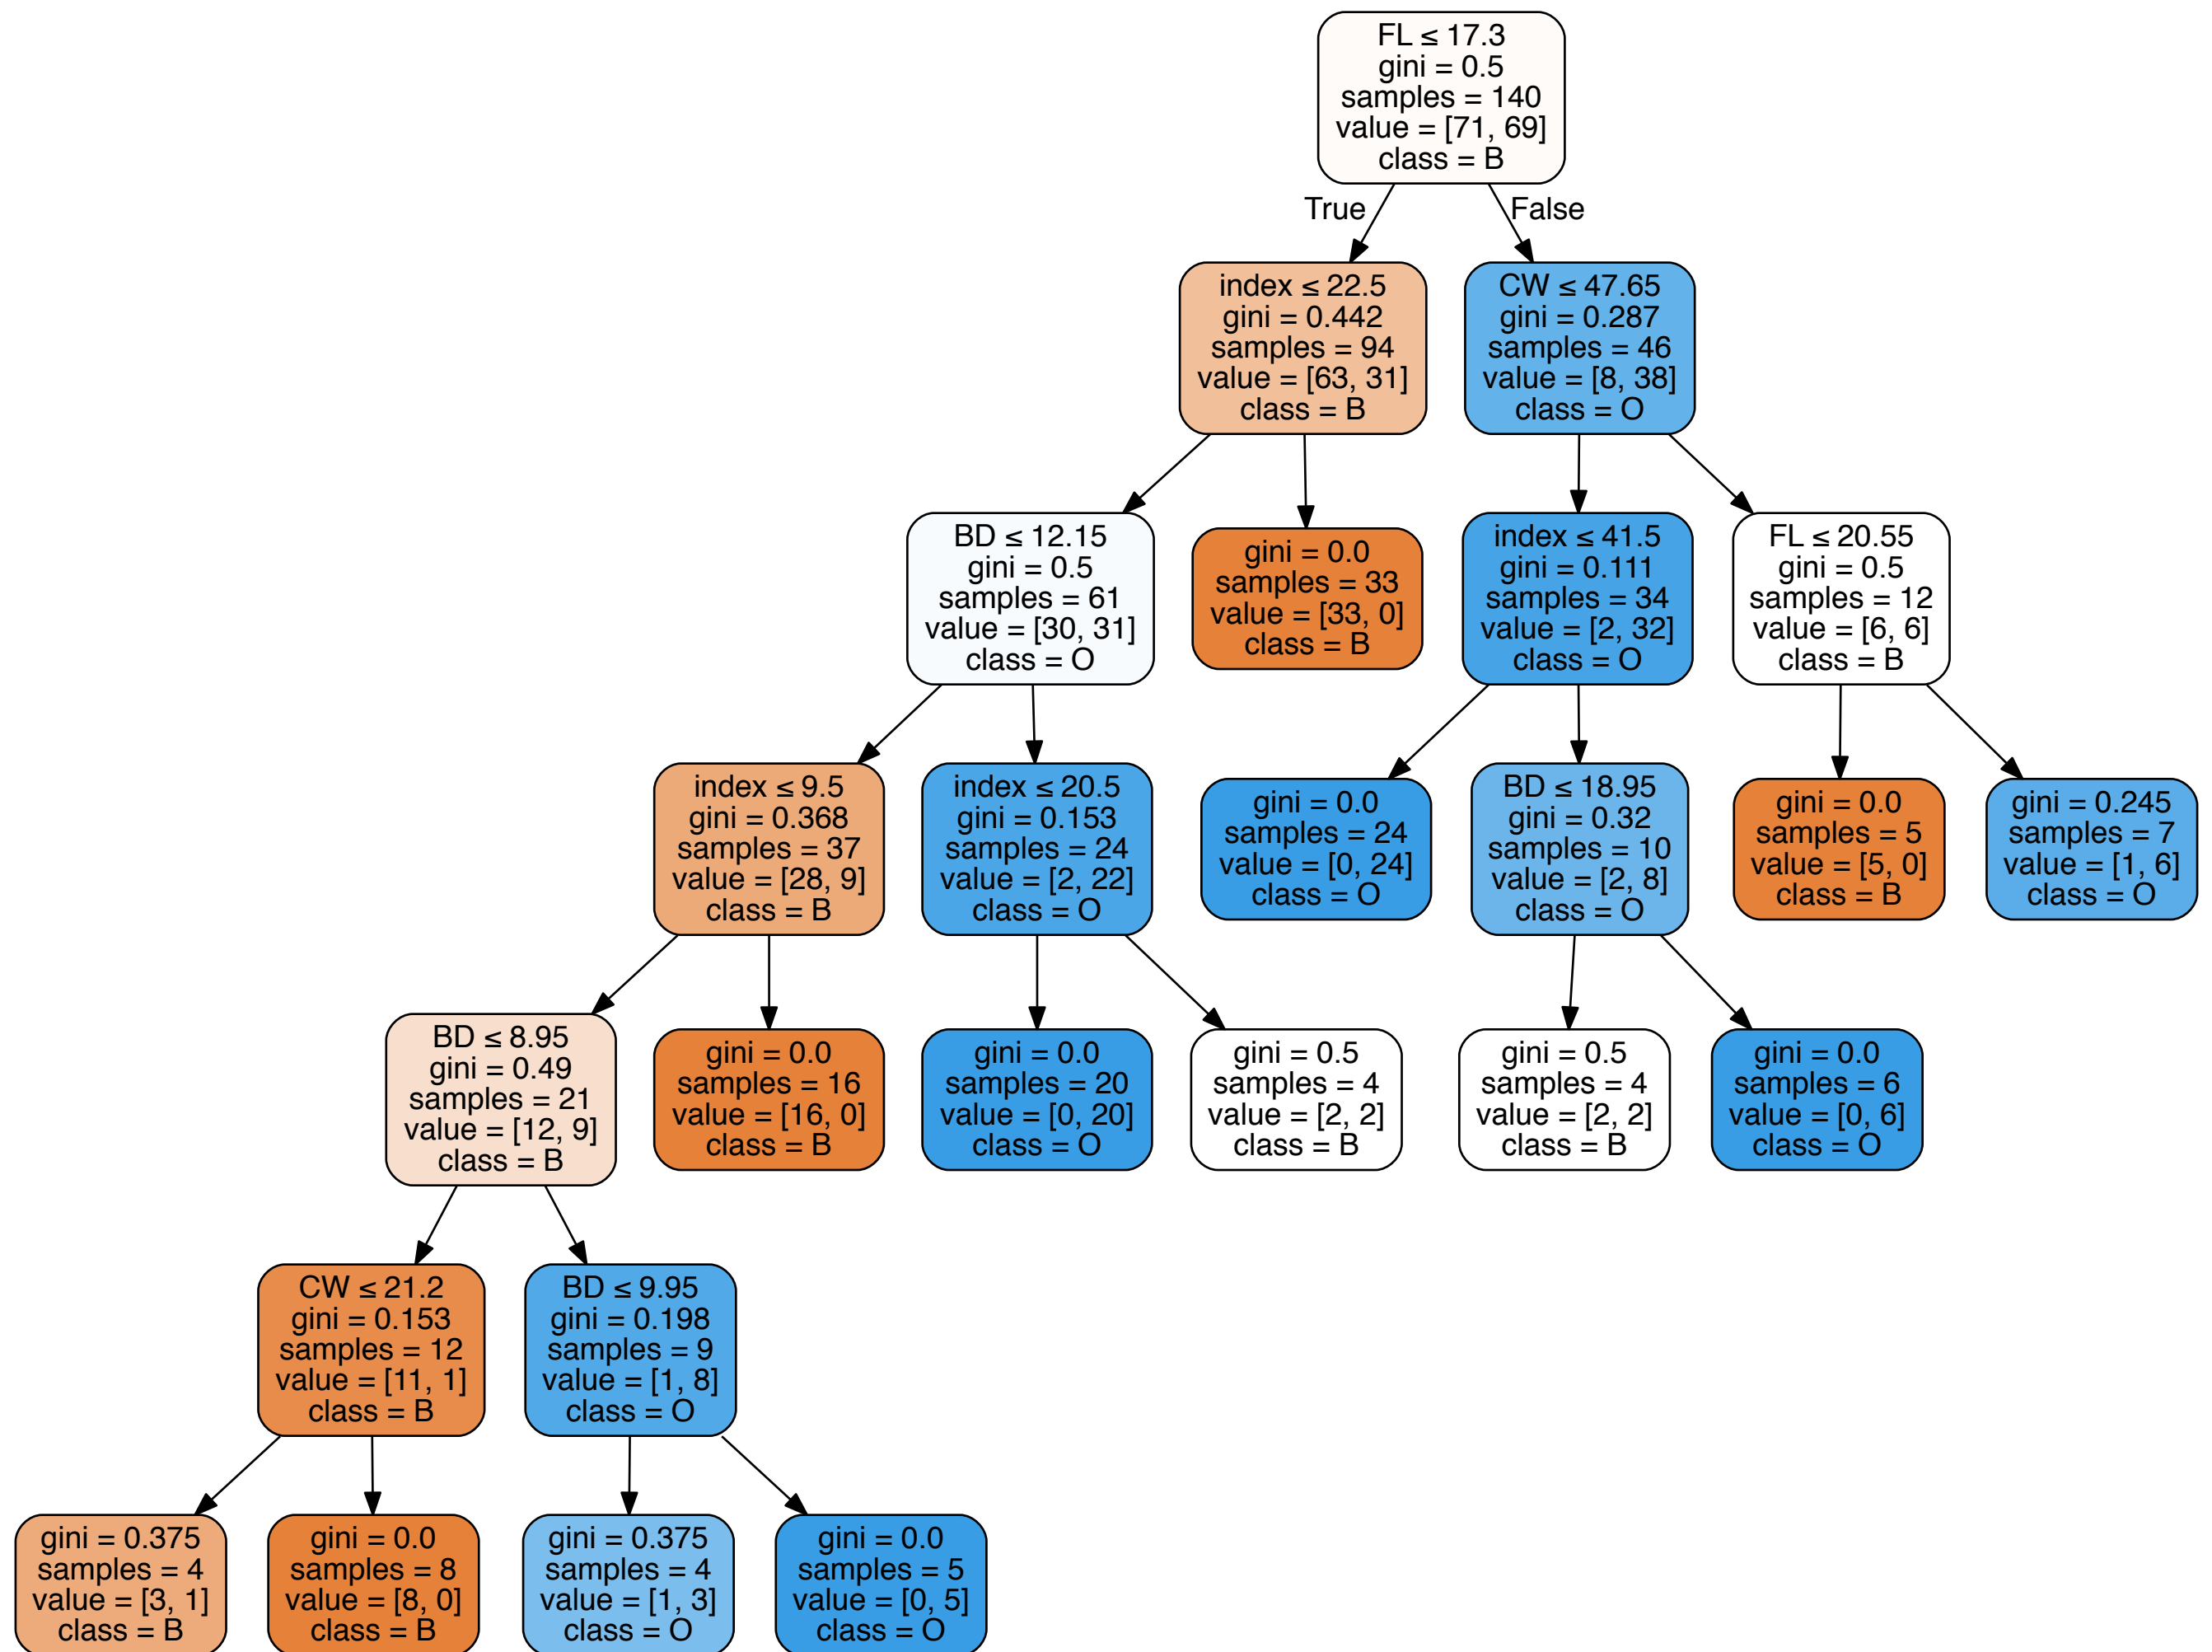 FL ≤ 17.3
gini = 0.5
samples = 140
value = [71, 69]
class = B
True
False
index ≤ 22.5
gini = 0.442
samples = 94
value = [63, 31]
class = B
CW ≤ 47.65
gini = 0.287
samples = 46
value = [8, 38]
class = O
BD ≤ 12.15
gini = 0.5
samples = 61
value = [30, 31]
class = O
gini = 0.0
samples = 33
value = [33, 0]
class = B
index ≤ 41.5
gini = 0.111
samples = 34
value = [2, 32]
class = O
FL ≤ 20.55
gini = 0.5
samples = 12
value = [6, 6]
class = B
index ≤ 9.5
gini = 0.368
samples = 37
value = [28, 9]
class = B
index ≤ 20.5
gini = 0.153
samples = 24
value = [2, 22]
class = O
gini = 0.0
samples = 24
value = [0, 24]
class = O
BD ≤ 18.95
gini = 0.32
samples = 10
value = [2, 8]
class = O
gini = 0.0
samples = 5
value = [5, 0]
class = B
gini = 0.245
samples = 7
value = [1, 6]
class = O
BD ≤ 8.95
gini = 0.49
samples = 21
value = [12, 9]
class = B
gini = 0.0
samples = 16
value = [16, 0]
class = B
gini = 0.0
samples = 20
value = [0, 20]
class = O
gini = 0.5
samples = 4
value = [2, 2]
class = B
gini = 0.5
samples = 4
value = [2, 2]
class = B
gini = 0.0
samples = 6
value = [0, 6]
class = O
CW ≤ 21.2
gini = 0.153
samples = 12
value = [11, 1]
class = B
BD ≤ 9.95
gini = 0.198
samples = 9
value = [1, 8]
class = O
gini = 0.375
samples = 4
value = [3, 1]
class = B
gini = 0.0
samples = 8
value = [8, 0]
class = B
gini = 0.375
samples = 4
value = [1, 3]
class = O
gini = 0.0
samples = 5
value = [0, 5]
class = O